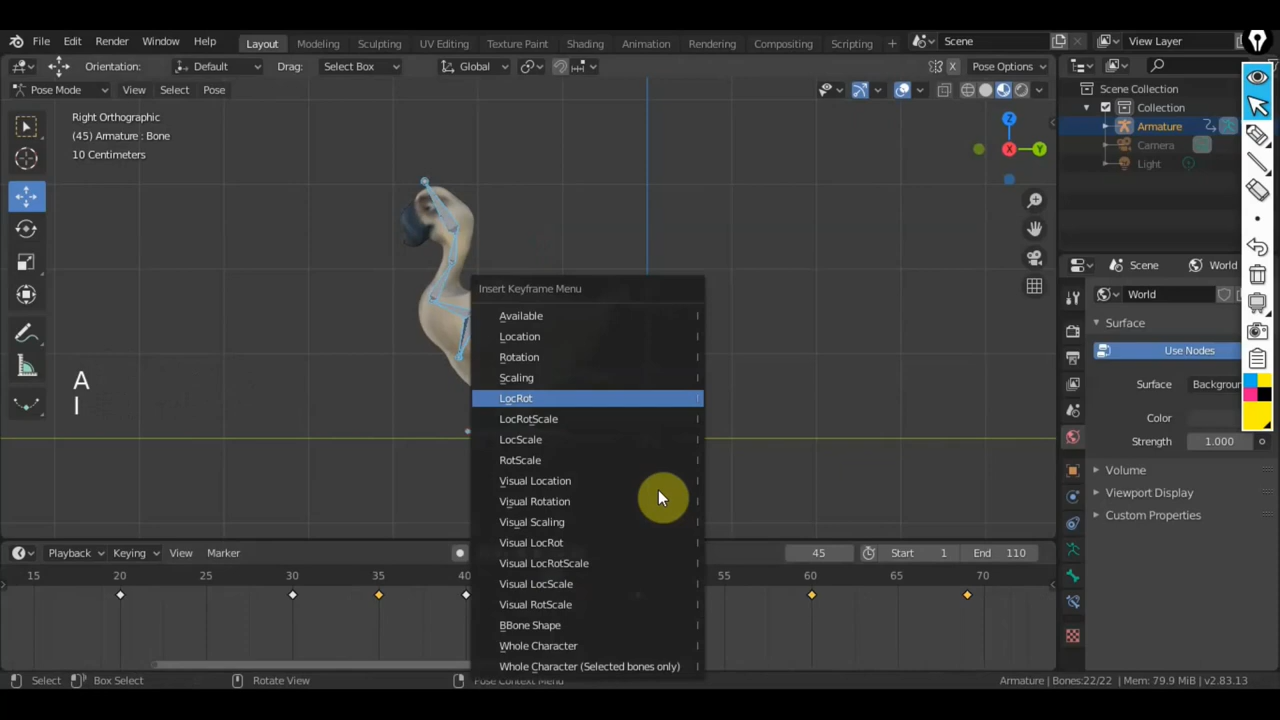 File Edit Render Window Help Layout Modeling Sculpting UV Editing Texture Paint Shading Animation Rendering Compositing Scripting + Scene View Layer
Orientation: Default Drag: Select Box Global X Pose Options
Pose Mode View Select Pose
Right Orthographic
(45) Armature : Bone
10 Centimeters
Z
X
Y
A
I
Insert Keyframe Menu
Available I
Location I
Rotation I
Scaling I
LocRot I
LocRotScale I
LocScale I
RotScale I
Visual Location I
Visual Rotation I
Visual Scaling I
Visual LocRot I
Visual LocRotScale I
Visual LocScale I
Visual RotScale I
BBone Shape I
Whole Character I
Whole Character (Selected bones only) I
Scene Collection
Collection
Armature
Camera
Light
Scene World
World
Surface
Use Nodes
Surface Backgrour
Color
Strength 1.000
Volume
Viewport Display
Custom Properties
Playback Keying View Marker 45 Start 1 End 110
15 20 25 30 35 40 55 60 65 70
Select Box Select Rotate View Pose Context Menu Armature | Bones:22/22 | Mem: 79.9 MiB | v2.83.13